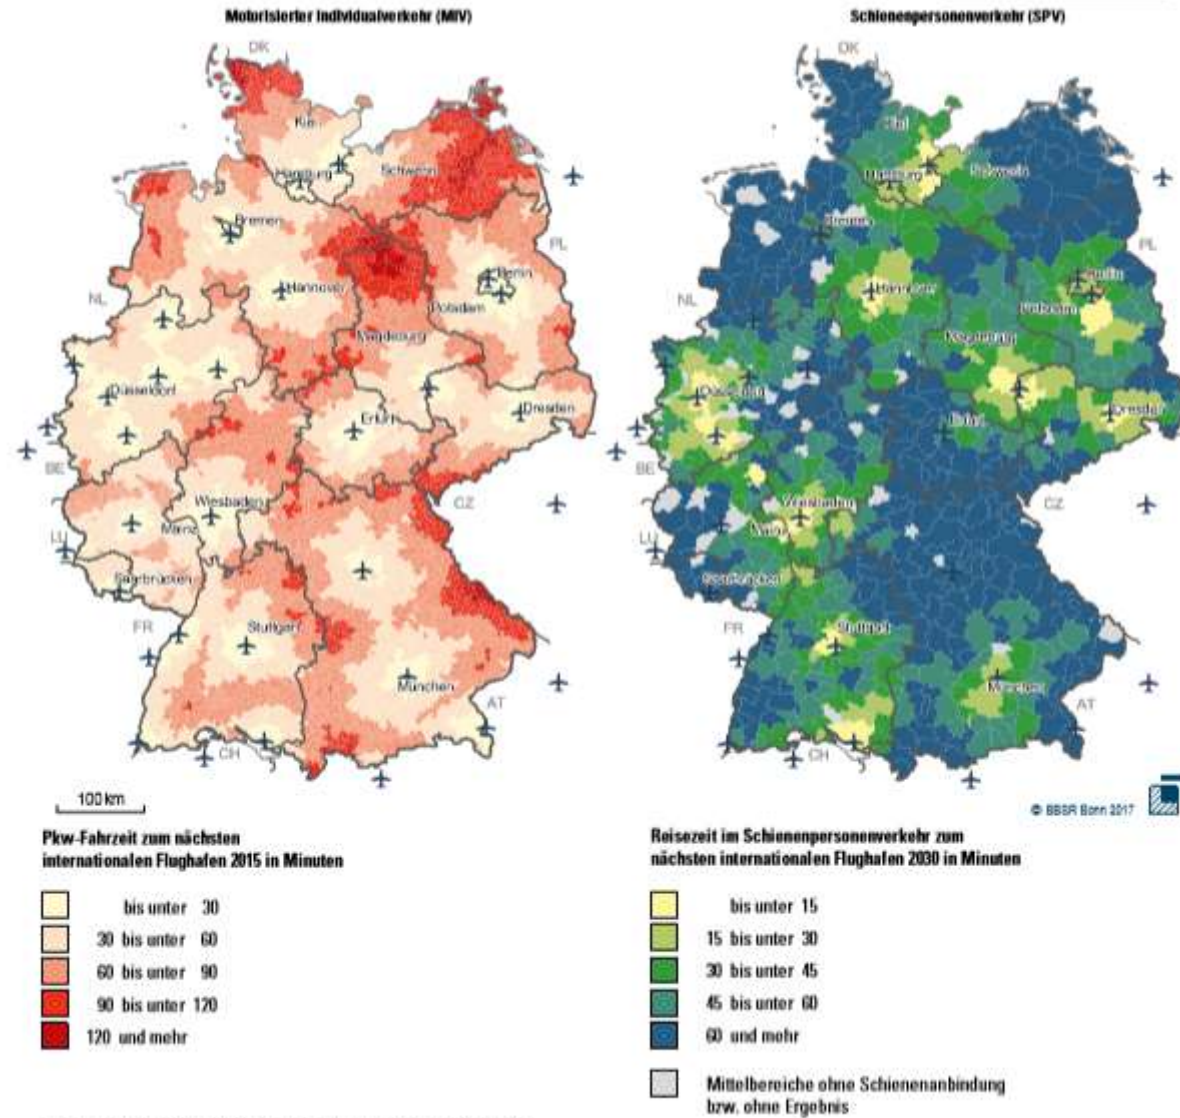 Motorisierter Individualverkehr (MIV)
Schienenpersonenverkehr (SPV)
DK
Kiel
Hamburg
Schwerin
Bremen
PL
Berlin
NL
Hannover
Potsdam
Magdeburg
Düsseldorf
Erfurt
Dresden
BE
Wiesbaden
CZ
Mainz
LU
Saarbrücken
FR
Stuttgart
München
AT
CH
DK
Kiel
Hamburg
Schwerin
Bremen
PL
Berlin
NL
Hannover
Potsdam
Magdeburg
Düsseldorf
Erfurt
Dresden
BE
Wiesbaden
CZ
Mainz
LU
Saarbrücken
FR
Stuttgart
München
AT
CH
100 km
© BBSR Bonn 2017
Pkw-Fahrzeit zum nächsten
internationalen Flughafen 2015 in Minuten
bis unter 30
30 bis unter 60
60 bis unter 90
90 bis unter 120
120 und mehr
Reisezeit im Schienenpersonenverkehr zum
nächsten internationalen Flughafen 2030 in Minuten
bis unter 15
15 bis unter 30
30 bis unter 45
45 bis unter 60
60 und mehr
Mittelbereiche ohne Schienenanbindung
bzw. ohne Ergebnis